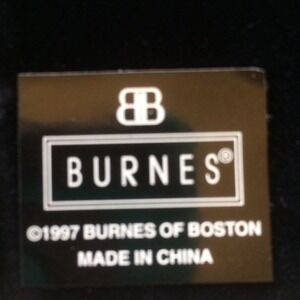 BB
BURNES®
©1997 BURNES OF BOSTON
MADE IN CHINA